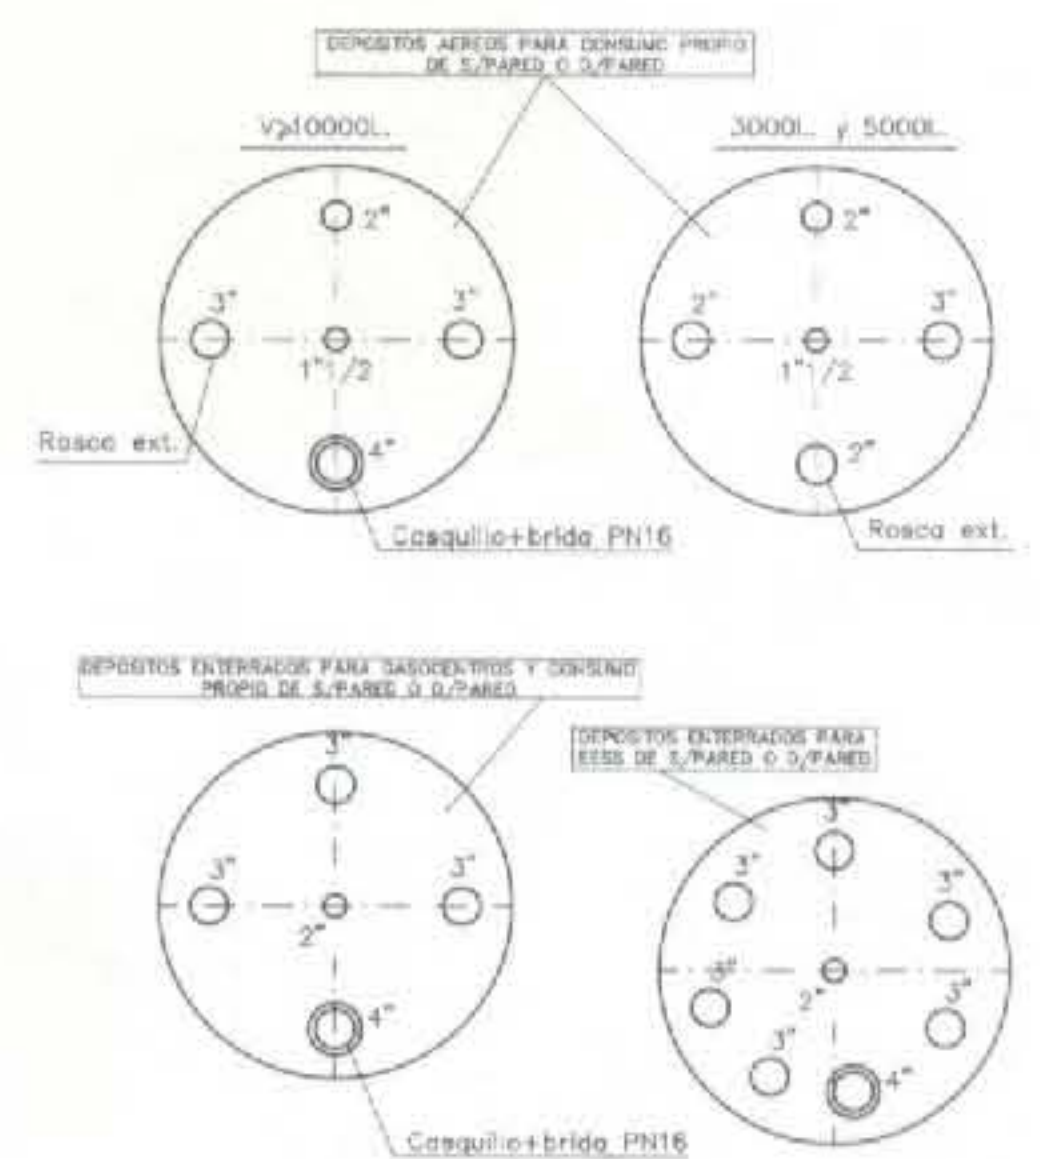 DEPOSITOS AEREOS PARA CONSUMO PROPIO
DE S/PARED O D/PARED
V≥10000L.
3000L. y 5000L.
2"
2"
3"
3"
2"
3"
1"1/2
1"1/2
Rosca ext.
4"
2"
Casquillo+brida PN16
Rosca ext.
DEPOSITOS ENTERRADOS PARA GASOCENTROS Y CONSUMO
PROPIO DE S/PARED O D/PARED
DEPOSITOS ENTERRADOS PARA
EESS DE S/PARED O D/PARED
3"
3"
3"
2"
4"
Casquillo+brida PN16
3"
3"
3"
3"
2"
3"
3"
4"